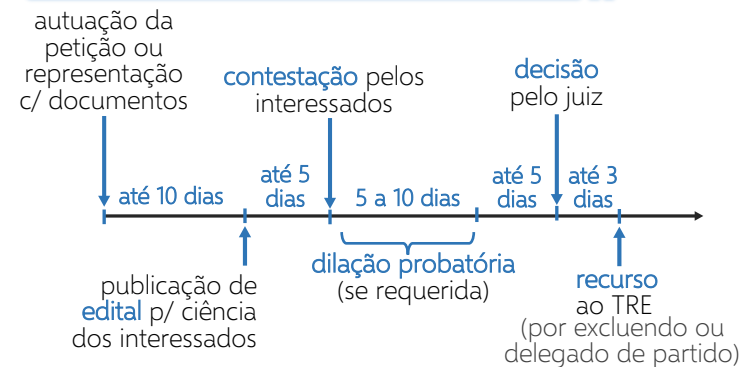 autuação da
petição ou
representação
c/ documentos
contestação pelos
interessados
decisão
pelo juiz
até 10 dias
até 5
dias
5 a 10 dias
até 5
dias
até 3
dias
publicação de
edital p/ ciência
dos interessados
dilação probatória
(se requerida)
recurso
ao TRE
(por excluendo ou
delegado de partido)